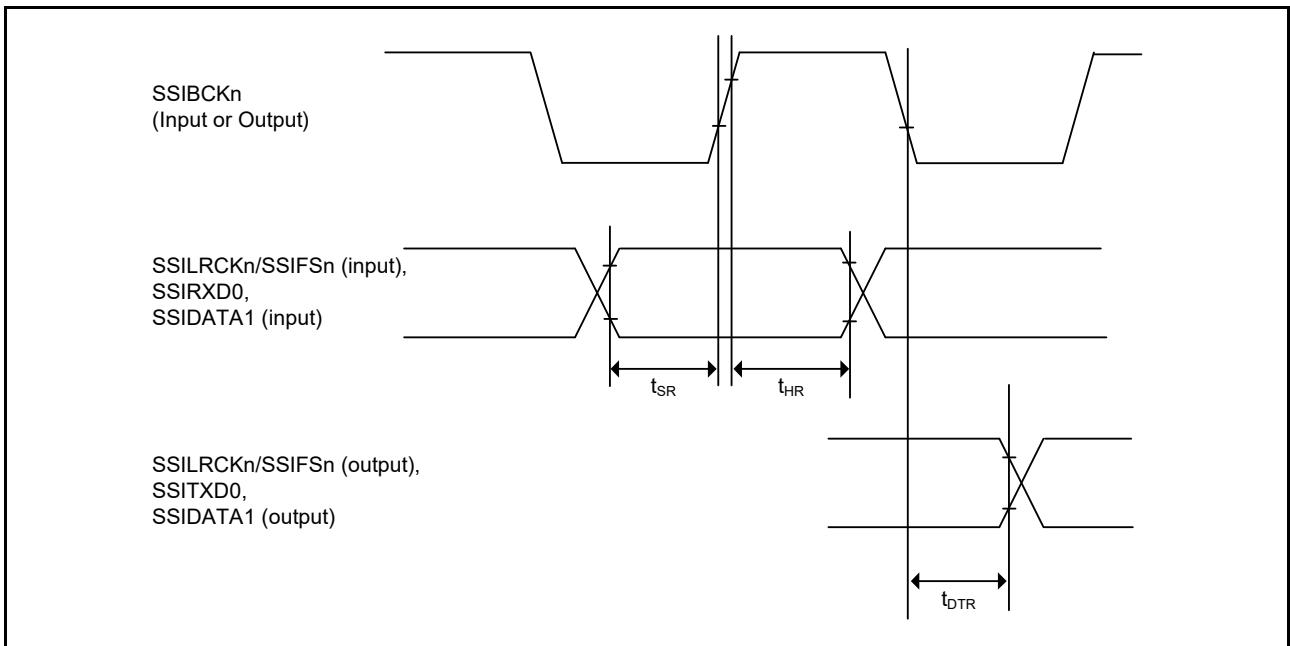 SSIBCKn
(Input or Output)
SSILRCKn/SSIFSn (input),
SSIRXD0,
SSIDATA1 (input)
tSR
tHR
SSILRCKn/SSIFSn (output),
SSITXD0,
SSIDATA1 (output)
tDTR